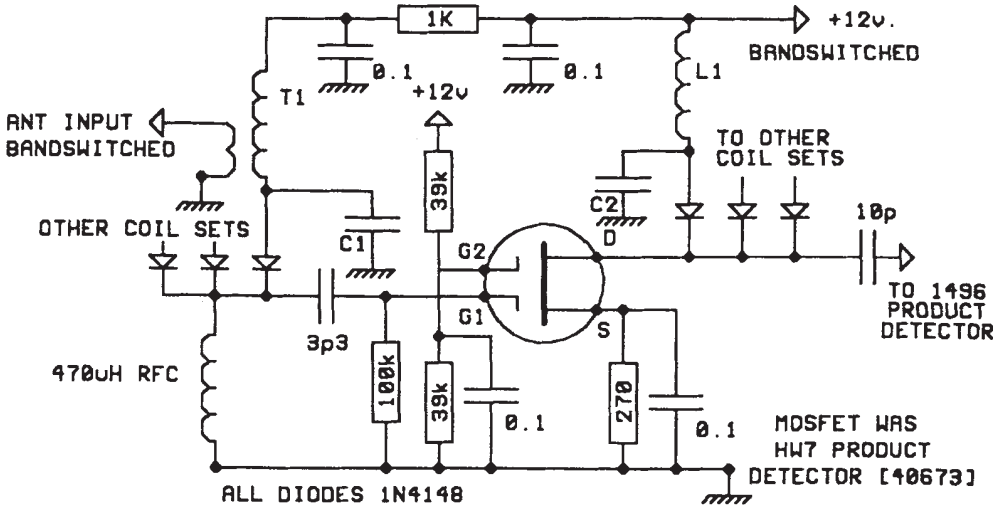 1K
+12v.
BANDSWITCHED
0.1
0.1
L1
T1
+12v
ANT INPUT
BANDSWITCHED
TO OTHER
COIL SETS
39k
C2
10p
OTHER COIL SETS
C1
D
G2
G1
S
TO 1496
PRODUCT
DETECTOR
3p3
470uH RFC
100k
39k
0.1
270
0.1
MOSFET WAS
HW7 PRODUCT
DETECTOR [40673]
ALL DIODES 1N4148